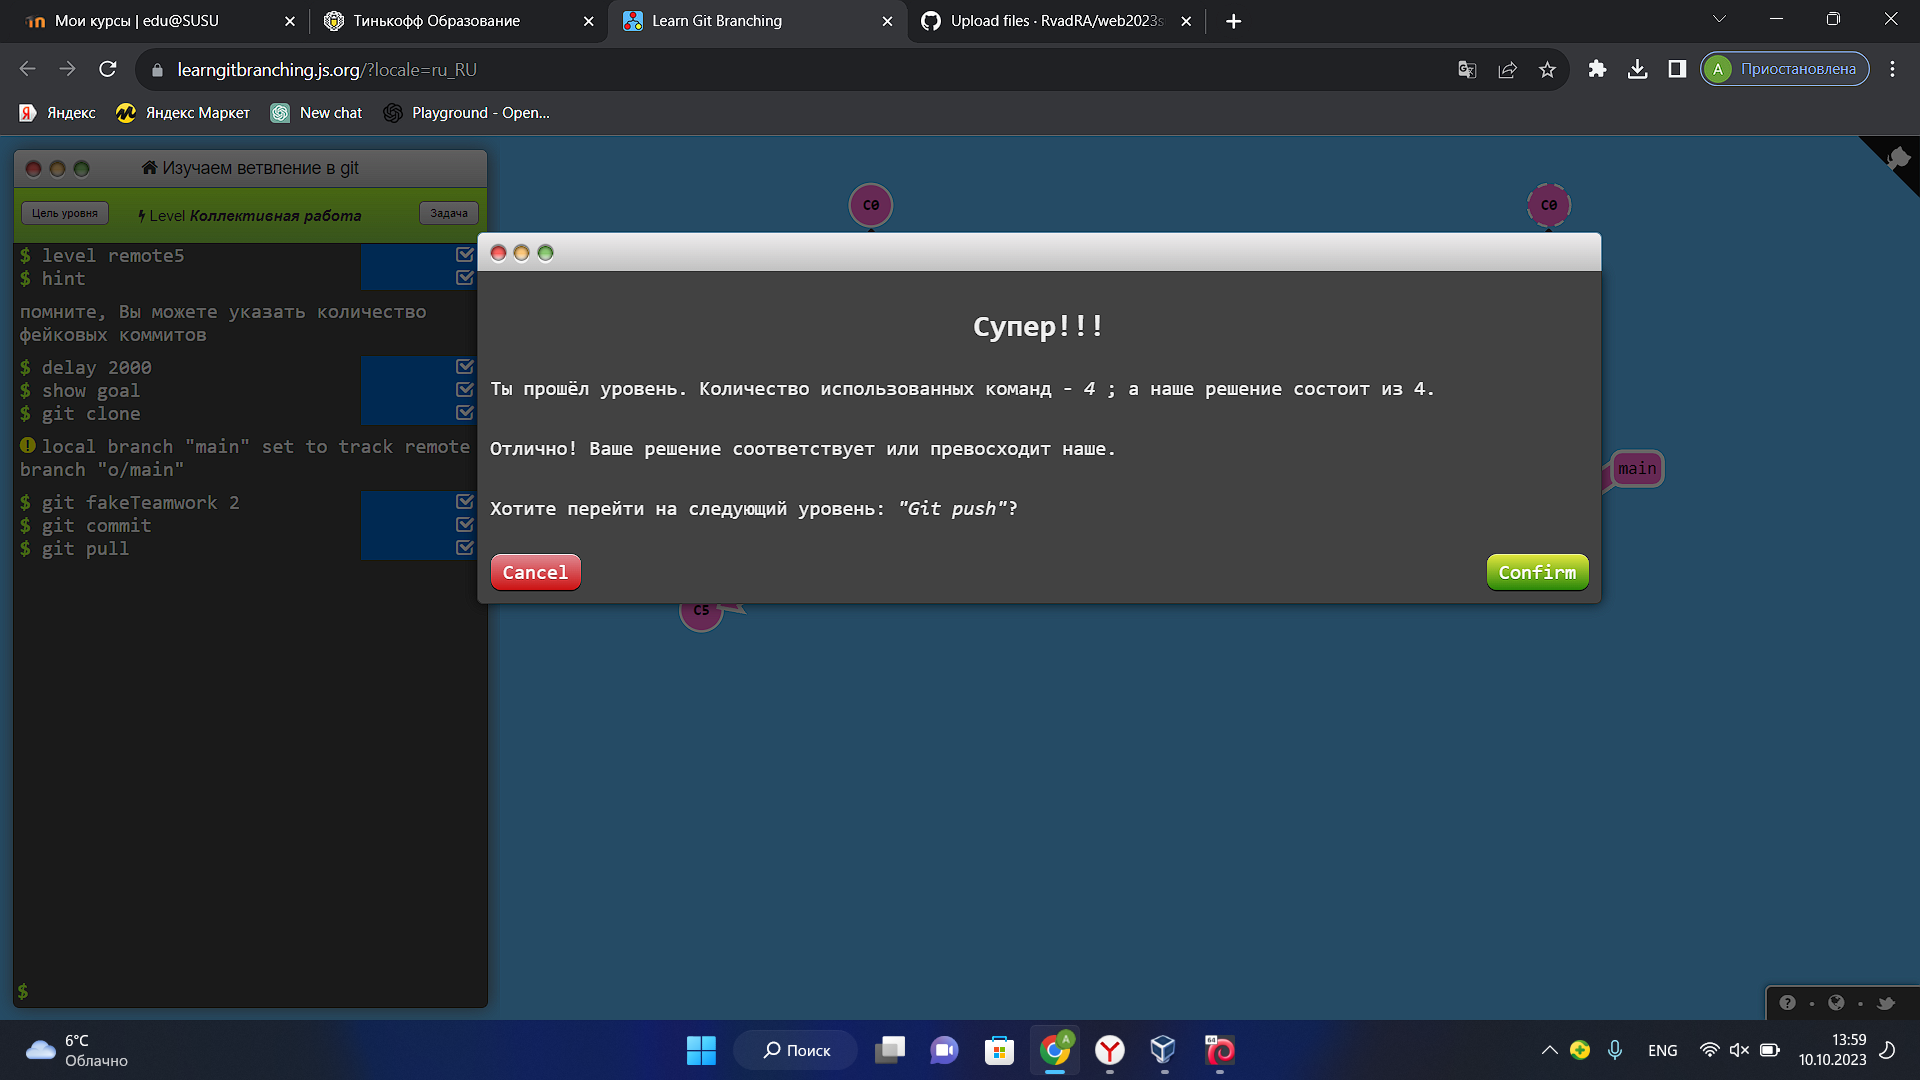 Мои курсы | edu@SUSU
Тинькофф Образование
Learn Git Branching
Upload files · RvadRA/web2023s
learngitbranching.js.org/?locale=ru_RU
A Приостановлена
Яндекс
Яндекс Маркет
New chat
Playground - Open...
Изучаем ветвление в git
Цель уровня
Level Коллективная работа
Задача
$ level remote5
$ hint
помните, Вы можете указать количество
фейковых коммитов
$ delay 2000
$ show goal
$ git clone
local branch "main" set to track remote
branch "o/main"
$ git fakeTeamwork 2
$ git commit
$ git pull
$
C0
C0
main
C5
Супер!!!
Ты прошёл уровень. Количество использованных команд - 4 ; а наше решение состоит из 4.
Отлично! Ваше решение соответствует или превосходит наше.
Хотите перейти на следующий уровень: "Git push"?
Cancel
Confirm
6°C
Облачно
Поиск
A
64
ENG
13:59
10.10.2023